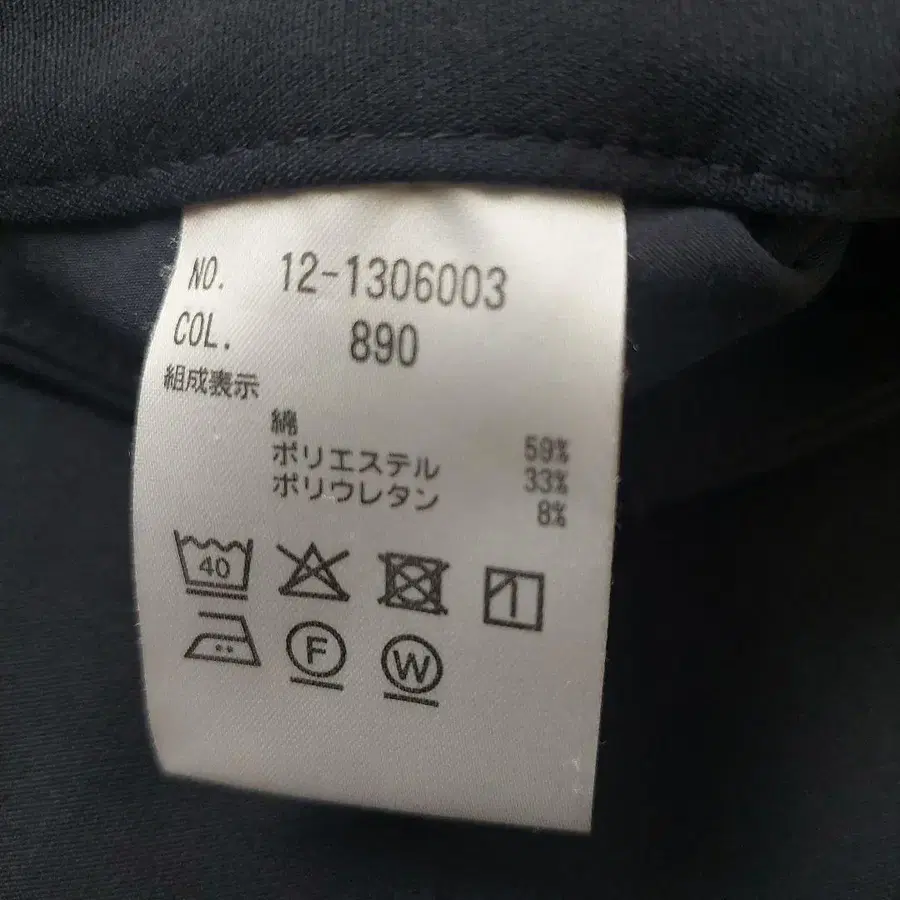 NO. 12-1306003
COL. 890
組成表示
綿 59%
ポリエステル 33%
ポリウレタン 8%
40
F W